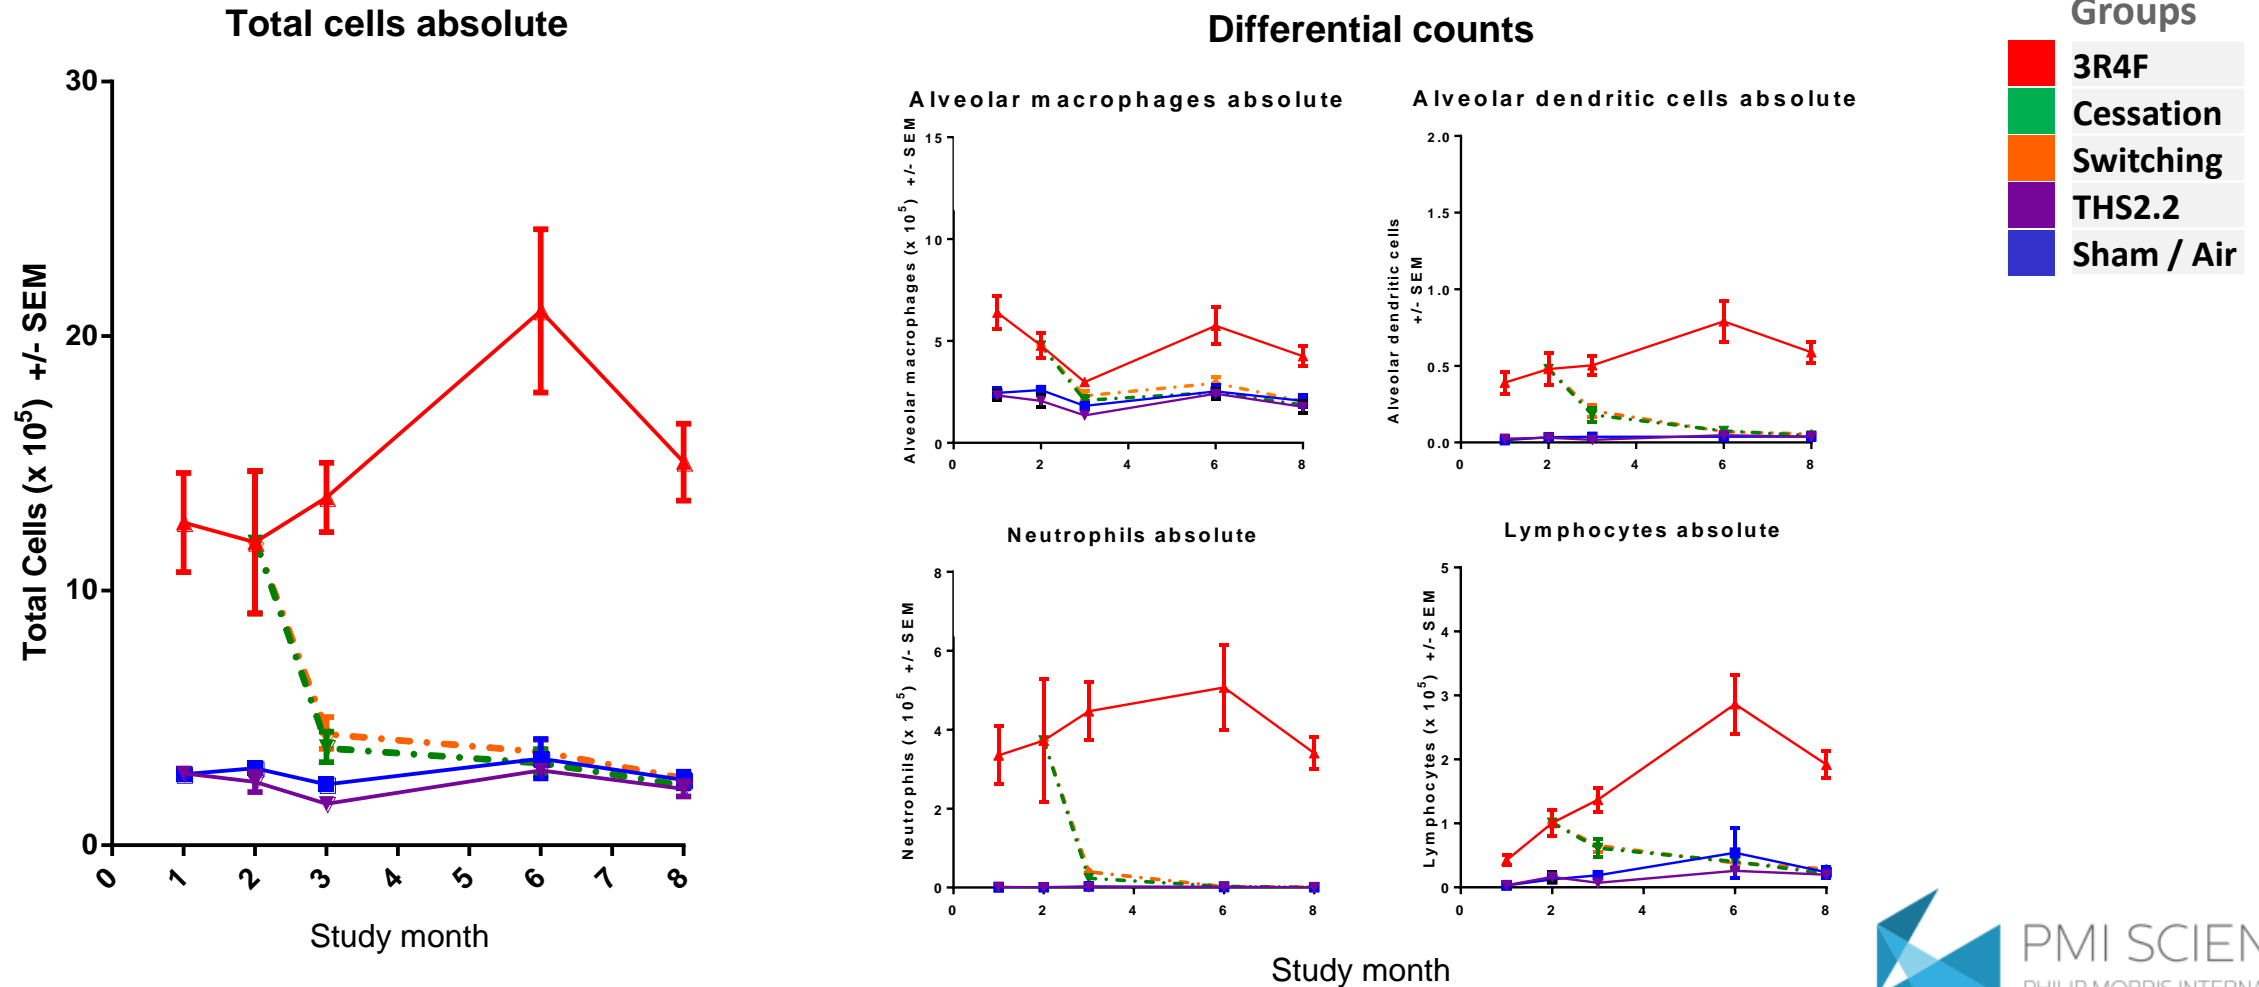 Total cells absolute
Differential counts
Groups
3R4F
Cessation
Switching
THS2.2
Sham / Air
Total Cells (x 10⁵) +/- SEM
30
20
10
0
0 1 2 3 4 5 6 7 8
Study month
Alveolar macrophages absolute
Alveolar macrophages (x 10⁵) +/- SEM
15
10
5
0
0 2 4 6 8
Alveolar dendritic cells absolute
Alveolar dendritic cells
+/- SEM
2.0
1.5
1.0
0.5
0.0
0 2 4 6 8
Neutrophils absolute
Neutrophils (x 10⁵) +/- SEM
8
6
4
2
0
0 2 4 6 8
Lymphocytes absolute
Lymphocytes (x 10⁵) +/- SEM
5
4
3
2
1
0
0 2 4 6 8
Study month
PMI SCIEN